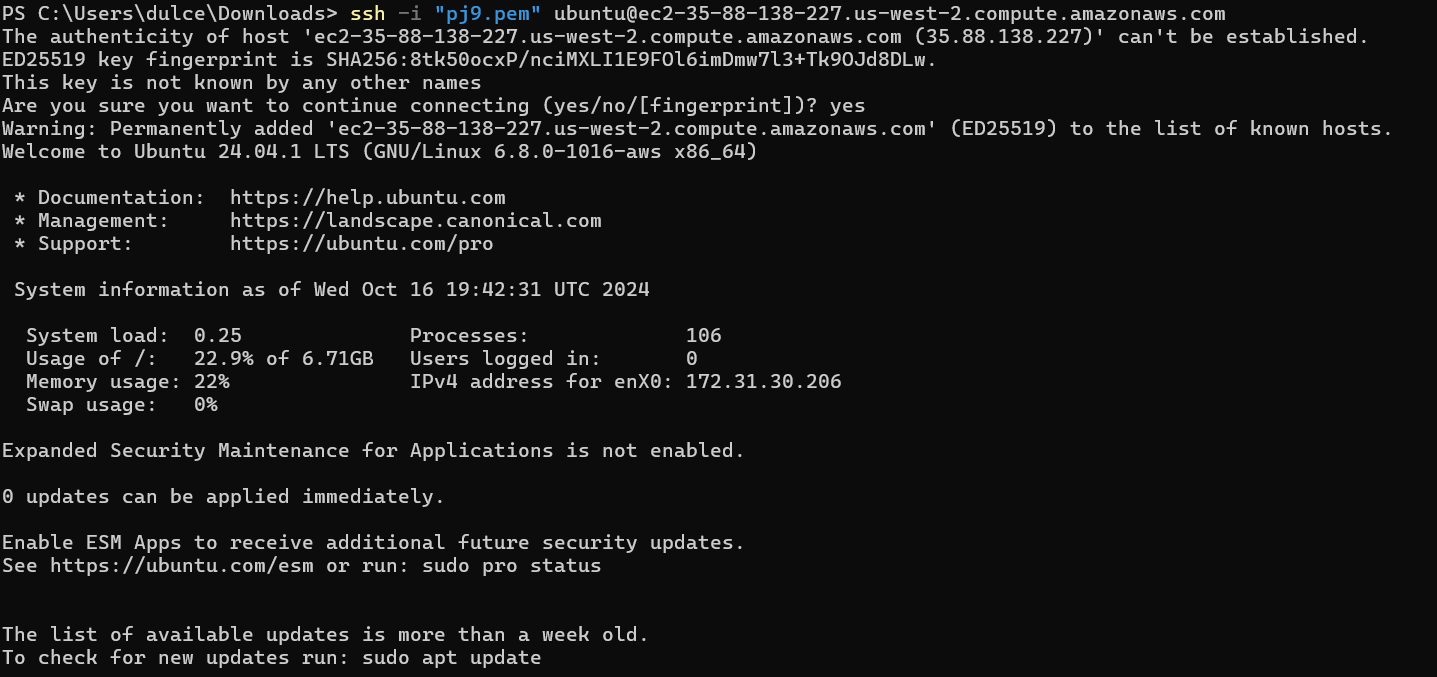 PS C:\Users\dulce\Downloads> ssh -i "pj9.pem" ubuntu@ec2-35-88-138-227.us-west-2.compute.amazonaws.com
The authenticity of host 'ec2-35-88-138-227.us-west-2.compute.amazonaws.com (35.88.138.227)' can't be established.
ED25519 key fingerprint is SHA256:8tk50ocxP/nciMXLI1E9FOl6imDmw7l3+Tk9OJd8DLw.
This key is not known by any other names
Are you sure you want to continue connecting (yes/no/[fingerprint])? yes
Warning: Permanently added 'ec2-35-88-138-227.us-west-2.compute.amazonaws.com' (ED25519) to the list of known hosts.
Welcome to Ubuntu 24.04.1 LTS (GNU/Linux 6.8.0-1016-aws x86_64)
* Documentation:  https://help.ubuntu.com
* Management:     https://landscape.canonical.com
* Support:        https://ubuntu.com/pro
System information as of Wed Oct 16 19:42:31 UTC 2024
System load:  0.25              Processes:             106
Usage of /:   22.9% of 6.71GB   Users logged in:       0
Memory usage: 22%               IPv4 address for enX0: 172.31.30.206
Swap usage:   0%
Expanded Security Maintenance for Applications is not enabled.
0 updates can be applied immediately.
Enable ESM Apps to receive additional future security updates.
See https://ubuntu.com/esm or run: sudo pro status
The list of available updates is more than a week old.
To check for new updates run: sudo apt update